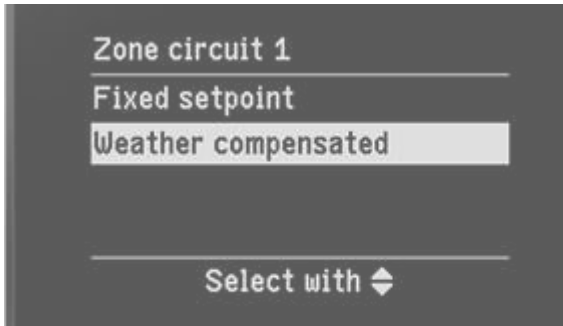 Zone circuit 1
Fixed setpoint
Weather compensated
Select with